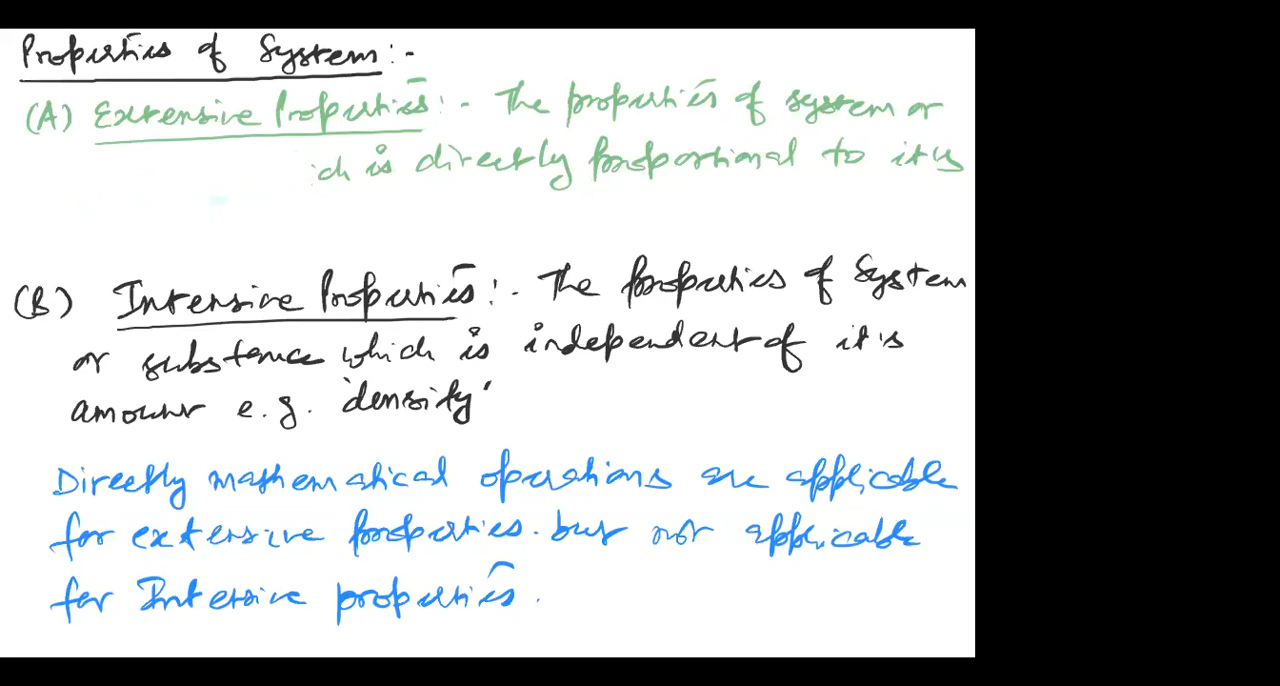 Properties of System:-
(A) Extensive Properties:- The properties of system or
ch is directly proportional to it's
(B) Intensive Properties:- The properties of System
or substance which is independent of it's
amount e.g. 'density'
Directly mathematical operations are applicable
for extensive properties. but not applicable
for Intensive properties.